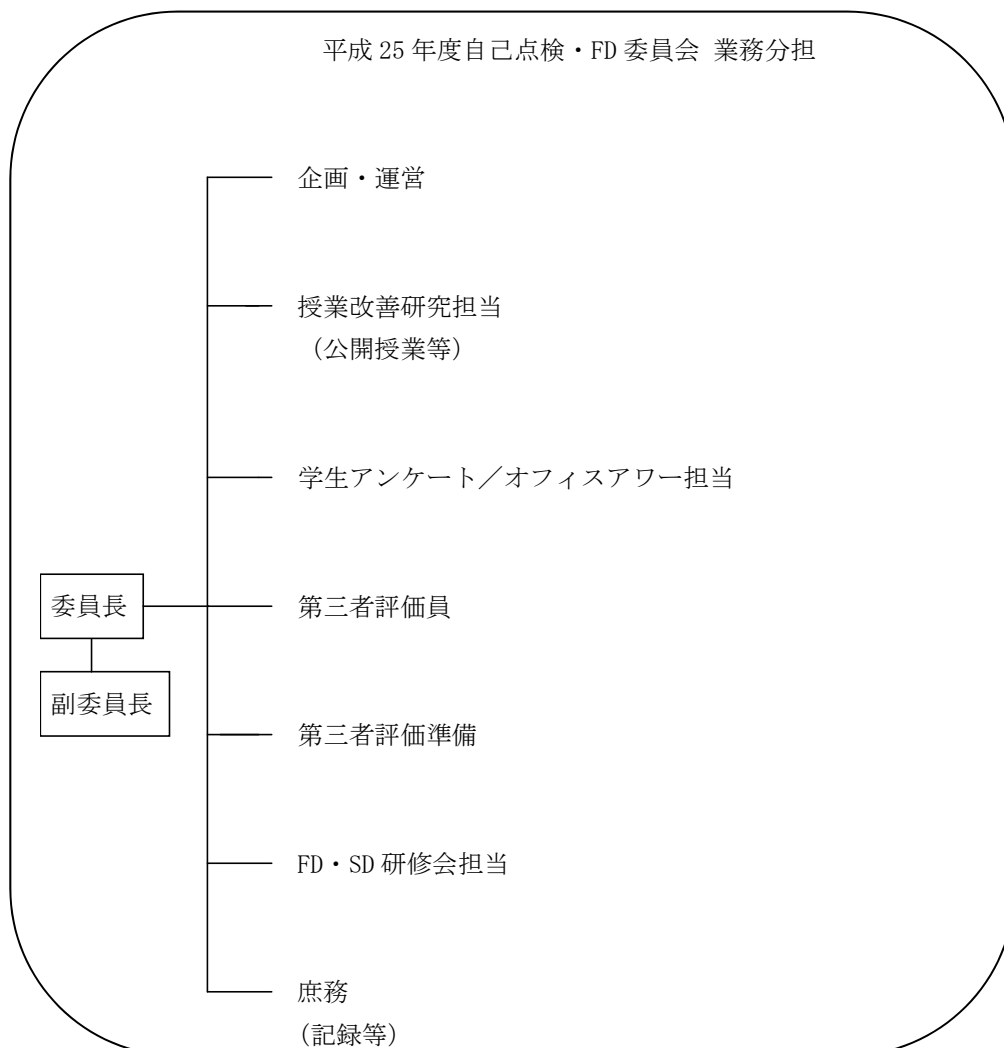 平成 25 年度自己点検・FD 委員会 業務分担
企画・運営
授業改善研究担当
（公開授業等）
学生アンケート／オフィスアワー担当
委員長
第三者評価員
副委員長
第三者評価準備
FD・SD 研修会担当
庶務
（記録等）